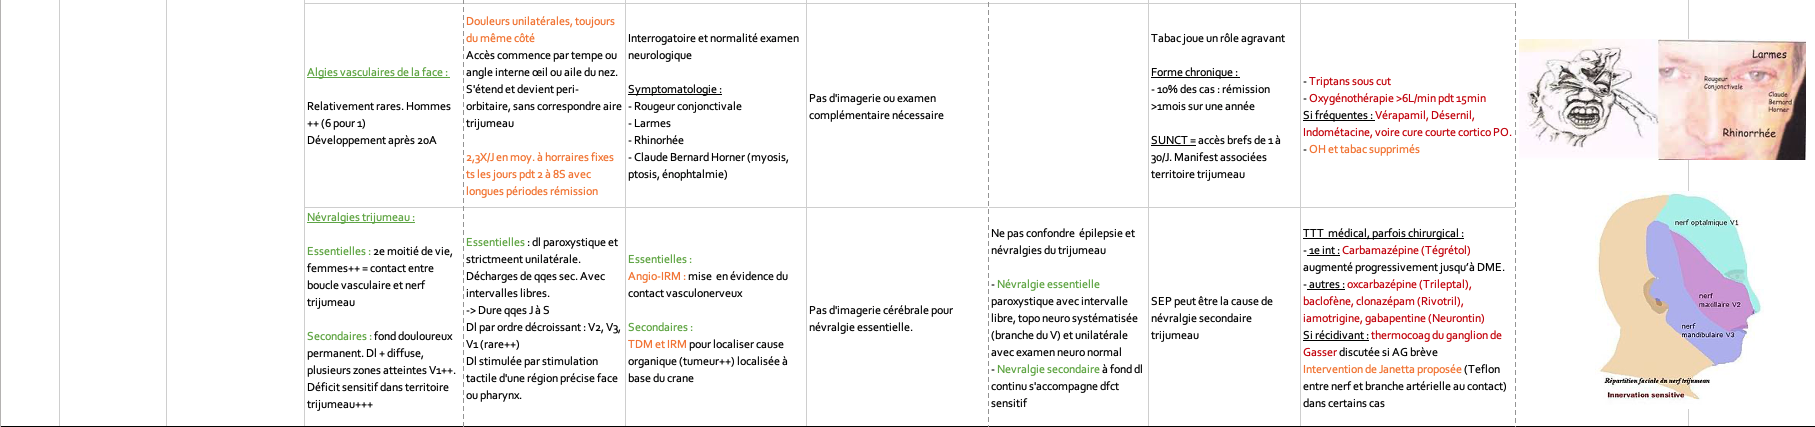 Algies vasculaires de la face :
Relativement rares. Hommes
++ (6 pour 1)
Développement après 20A
Douleurs unilatérales, toujours
du même côté
Accès commence par tempe ou
angle interne œil ou aile du nez.
S'étend et devient peri-
orbitaire, sans correspondre aire
trijumeau
2,3X/J en moy. à horraires fixes
ts les jours pdt 2 à 8S avec
longues périodes rémission
Interrogatoire et normalité examen
neurologique
Symptomatologie :
- Rougeur conjonctivale
- Larmes
- Rhinorhée
- Claude Bernard Horner (myosis,
ptosis, énophtalmie)
Pas d'imagerie ou examen
complémentaire nécessaire
Tabac joue un rôle agravant
Forme chronique :
- 10% des cas : rémission
>1mois sur une année
SUNCT = accès brefs de 1 à
30/J. Manifest associées
territoire trijumeau
- Triptans sous cut
- Oxygénothérapie >6L/min pdt 15min
Si fréquentes : Vérapamil, Désernil,
Indométacine, voire cure courte cortico PO.
- OH et tabac supprimés
Larmes
Rougeur
Conjonctivale
Claude
Bernard
Horner
Rhinorrhée
Névralgies trijumeau :
Essentielles : 2e moitié de vie,
femmes++ = contact entre
boucle vasculaire et nerf
trijumeau
Secondaires : fond douloureux
permanent. Dl + diffuse,
plusieurs zones atteintes V1++.
Déficit sensitif dans territoire
trijumeau+++
Essentielles : dl paroxystique et
strictmeent unilatérale.
Décharges de qqes sec. Avec
intervalles libres.
-> Dure qqes J à S
Dl par ordre décroissant : V2, V3,
V1 (rare++)
Dl stimulée par stimulation
tactile d'une région précise face
ou pharynx.
Essentielles :
Angio-IRM : mise en évidence du
contact vasculonerveux
Secondaires :
TDM et IRM pour localiser cause
organique (tumeur++) localisée à
base du crane
Pas d'imagerie cérébrale pour
névralgie essentielle.
Ne pas confondre épilepsie et
névralgies du trijumeau
- Névralgie essentielle
paroxystique avec intervalle
libre, topo neuro systématisée
(branche du V) et unilatérale
avec examen neuro normal
- Nevralgie secondaire à fond dl
continu s'accompagne dfct
sensitif
SEP peut être la cause de
névralgie secondaire
trijumeau
TTT médical, parfois chirurgical :
- 1e int : Carbamazépine (Tégrétol)
augmenté progressivement jusqu'à DME.
- autres : oxcarbazépine (Trileptal),
baclofène, clonazépam (Rivotril),
iamotrigine, gabapentine (Neurontin)
Si récidivant : thermocoag du ganglion de
Gasser discutée si AG brève
Intervention de Janetta proposée (Teflon
entre nerf et branche artérielle au contact)
dans certains cas
nerf optalmique V1
nerf
maxillaire V2
nerf
mandibulaire V3
Répartition faciale du nerf trijumeau
Innervation sensitive